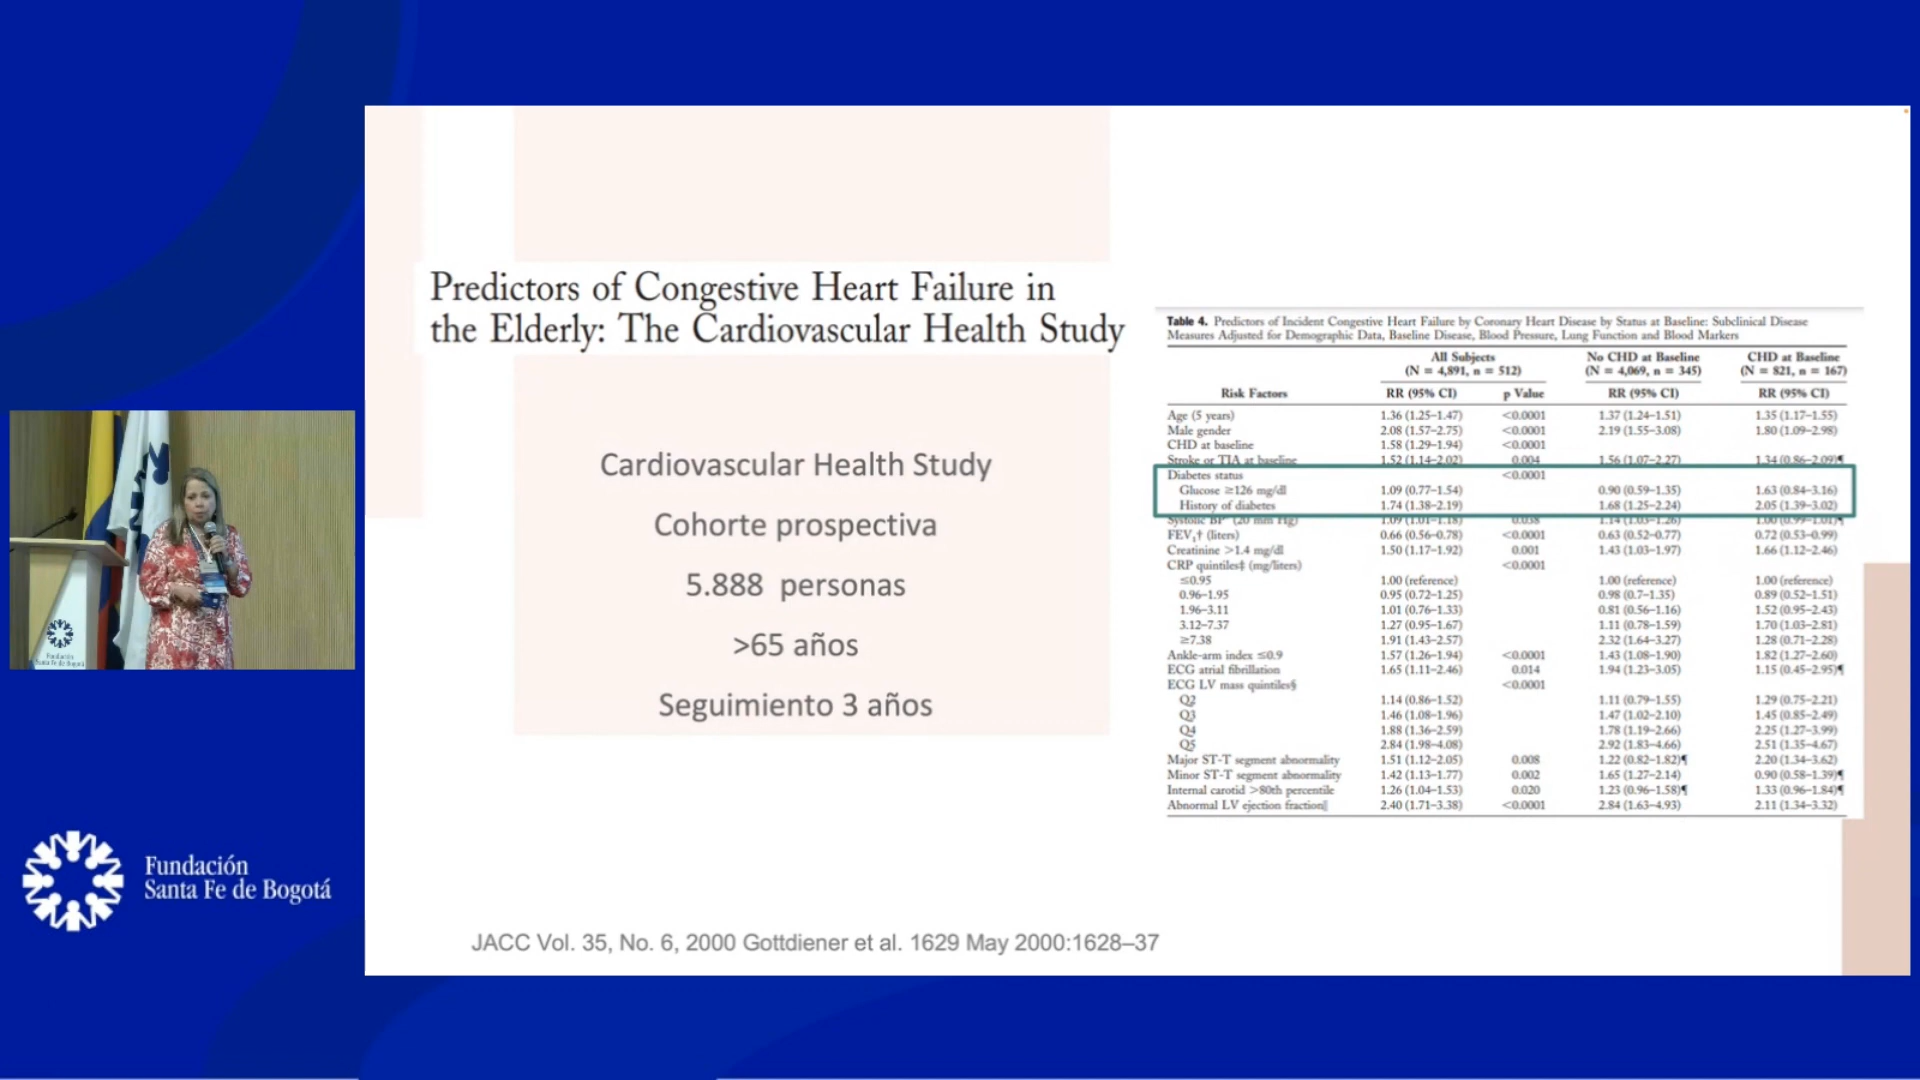 Predictors of Congestive Heart Failure in
the Elderly: The Cardiovascular Health Study
Cardiovascular Health Study
Cohorte prospectiva
5.888 personas
>65 años
Seguimiento 3 años
Table 4. Predictors of Incident Congestive Heart Failure by Coronary Heart Disease by Status at Baseline: Subclinical Disease
Measures Adjusted for Demographic Data, Baseline Disease, Blood Pressure, Lung Function and Blood Markers
All Subjects No CHD at Baseline CHD at Baseline
(N = 4,891, n = 512) (N = 4,069, n = 345) (N = 821, n = 167)
Risk Factors RR (95% CI) p Value RR (95% CI) RR (95% CI)
Age (5 years) 1.36 (1.25–1.47) <0.0001 1.37 (1.24–1.51) 1.35 (1.17–1.55)
Male gender 2.08 (1.57–2.75) <0.0001 2.19 (1.55–3.08) 1.80 (1.09–2.98)
CHD at baseline 1.58 (1.29–1.94) <0.0001
Stroke or TIA at baseline 1.52 (1.14–2.02) 0.004 1.56 (1.07–2.27) 1.34 (0.86–2.09)¶
Diabetes status <0.0001
Glucose ≥126 mg/dl 1.09 (0.77–1.54) 0.90 (0.59–1.35) 1.63 (0.84–3.16)
History of diabetes 1.74 (1.38–2.19) 1.68 (1.25–2.24) 2.05 (1.39–3.02)
Systolic BP (20 mm Hg) 1.09 (1.01–1.18) 0.038 1.14 (1.03–1.26) 1.00 (0.99–1.01)¶
FEV₁† (liters) 0.66 (0.56–0.78) <0.0001 0.63 (0.52–0.77) 0.72 (0.53–0.99)
Creatinine >1.4 mg/dl 1.50 (1.17–1.92) 0.001 1.43 (1.03–1.97) 1.66 (1.12–2.46)
CRP quintiles‡ (mg/liters) <0.0001
≤0.95 1.00 (reference) 1.00 (reference) 1.00 (reference)
0.96–1.95 0.95 (0.72–1.25) 0.98 (0.7–1.35) 0.89 (0.52–1.51)
1.96–3.11 1.01 (0.76–1.33) 0.81 (0.56–1.16) 1.52 (0.95–2.43)
3.12–7.37 1.27 (0.95–1.67) 1.11 (0.78–1.59) 1.70 (1.03–2.81)
≥7.38 1.91 (1.43–2.57) 2.32 (1.64–3.27) 1.28 (0.71–2.28)
Ankle-arm index ≤0.9 1.57 (1.26–1.94) <0.0001 1.43 (1.08–1.90) 1.82 (1.27–2.60)
ECG atrial fibrillation 1.65 (1.11–2.46) 0.014 1.94 (1.23–3.05) 1.15 (0.45–2.95)¶
ECG LV mass quintiles§ <0.0001
Q2 1.14 (0.86–1.52) 1.11 (0.79–1.55) 1.29 (0.75–2.21)
Q3 1.46 (1.08–1.96) 1.47 (1.02–2.10) 1.45 (0.85–2.49)
Q4 1.88 (1.36–2.59) 1.78 (1.19–2.66) 2.25 (1.27–3.99)
Q5 2.84 (1.98–4.08) 2.92 (1.83–4.66) 2.51 (1.35–4.67)
Major ST-T segment abnormality 1.51 (1.12–2.05) 0.008 1.22 (0.82–1.82)¶ 2.20 (1.34–3.62)
Minor ST-T segment abnormality 1.42 (1.13–1.77) 0.002 1.65 (1.27–2.14) 0.90 (0.58–1.39)¶
Internal carotid >80th percentile 1.26 (1.04–1.53) 0.020 1.23 (0.96–1.58)¶ 1.33 (0.96–1.84)¶
Abnormal LV ejection fraction‖ 2.40 (1.71–3.38) <0.0001 2.84 (1.63–4.93) 2.11 (1.34–3.32)
JACC Vol. 35, No. 6, 2000 Gottdiener et al. 1629 May 2000:1628–37
Fundación
Santa Fe de Bogotá
Fundación
Santa Fe de Bogotá